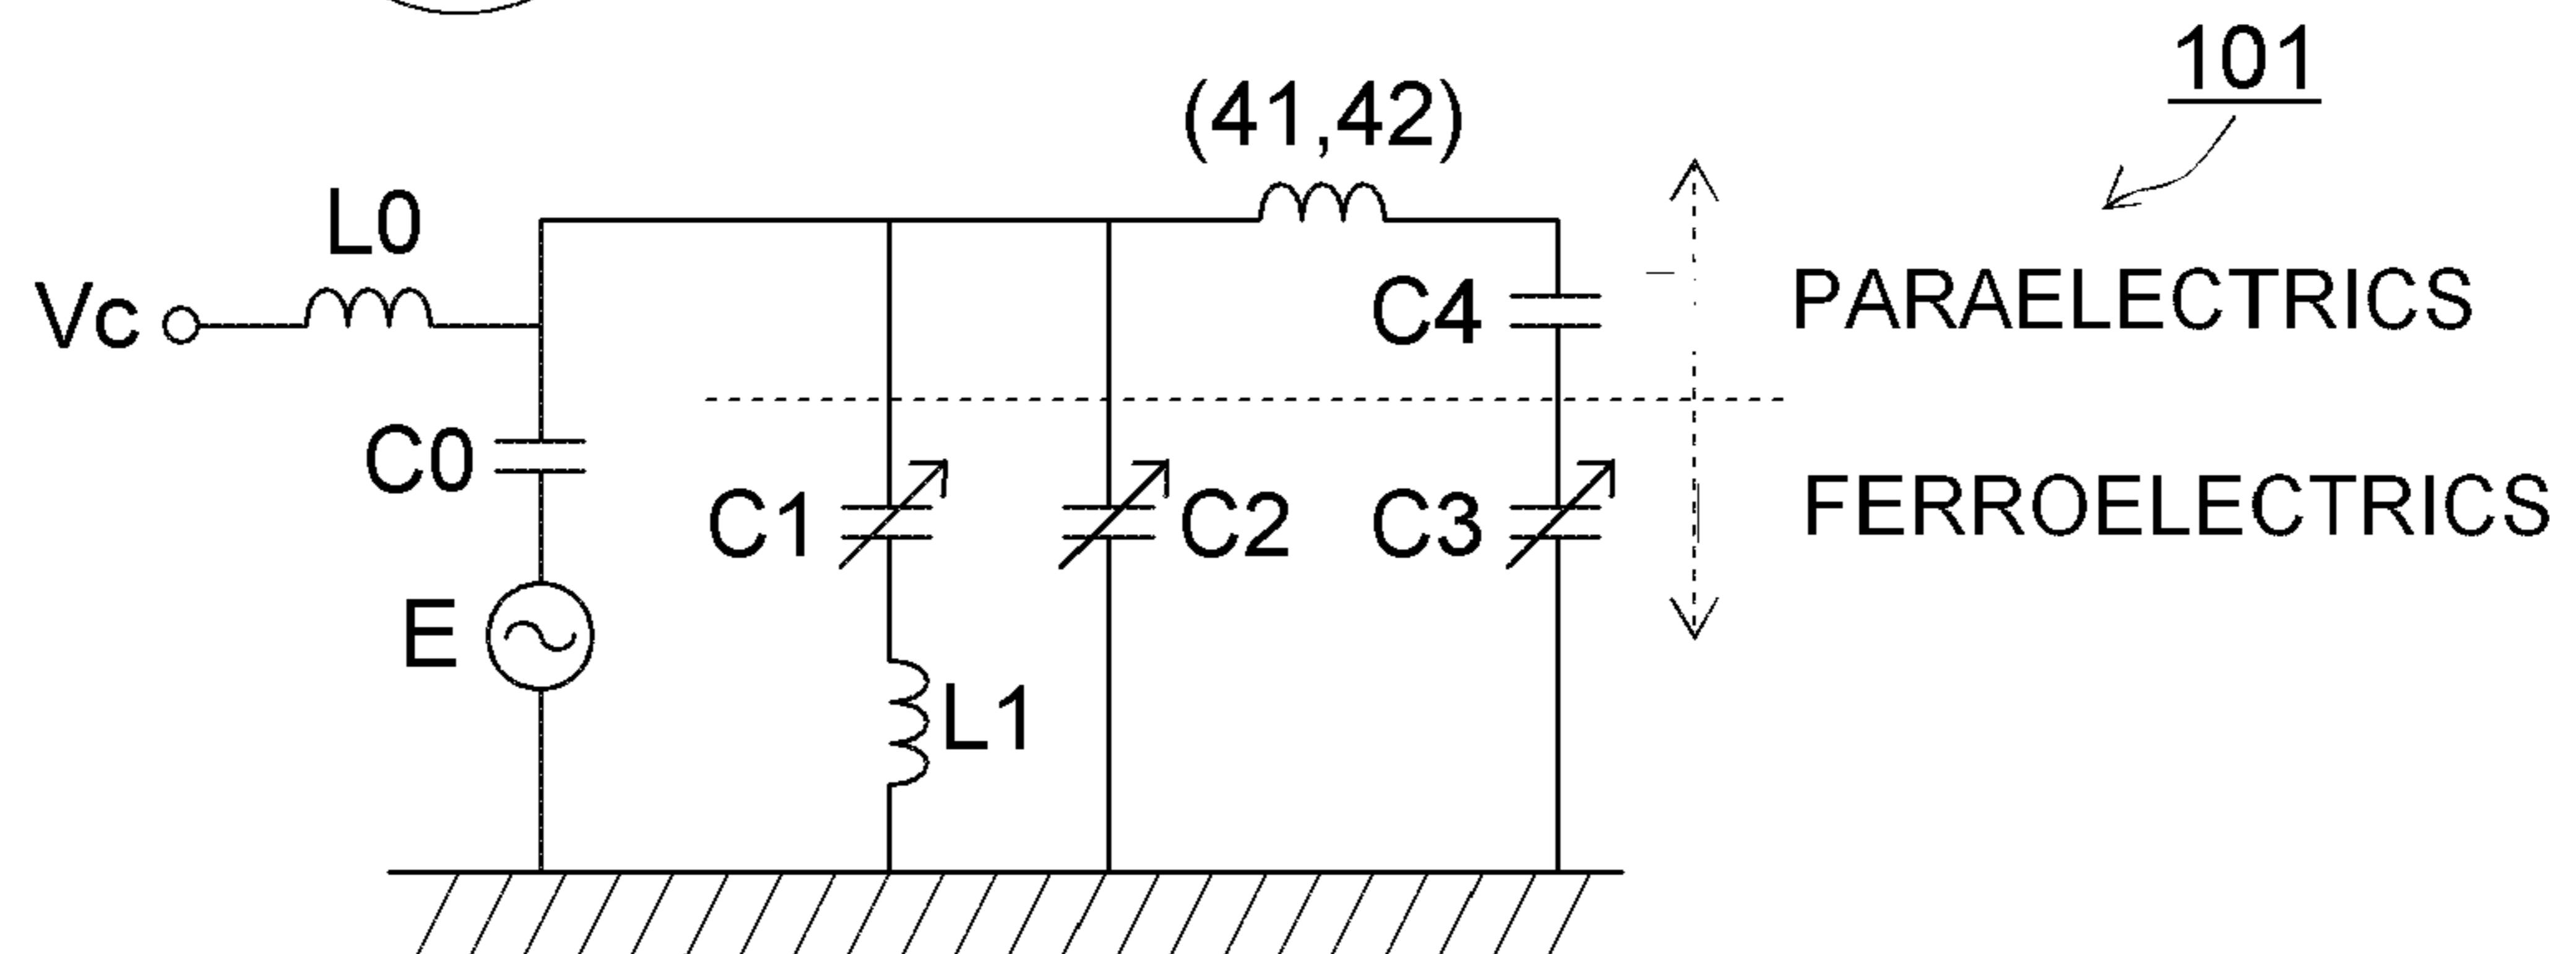 101
(41,42)
L0
Vc
C4
PARAELECTRICS
C0
C1
C2
C3
FERROELECTRICS
E
L1